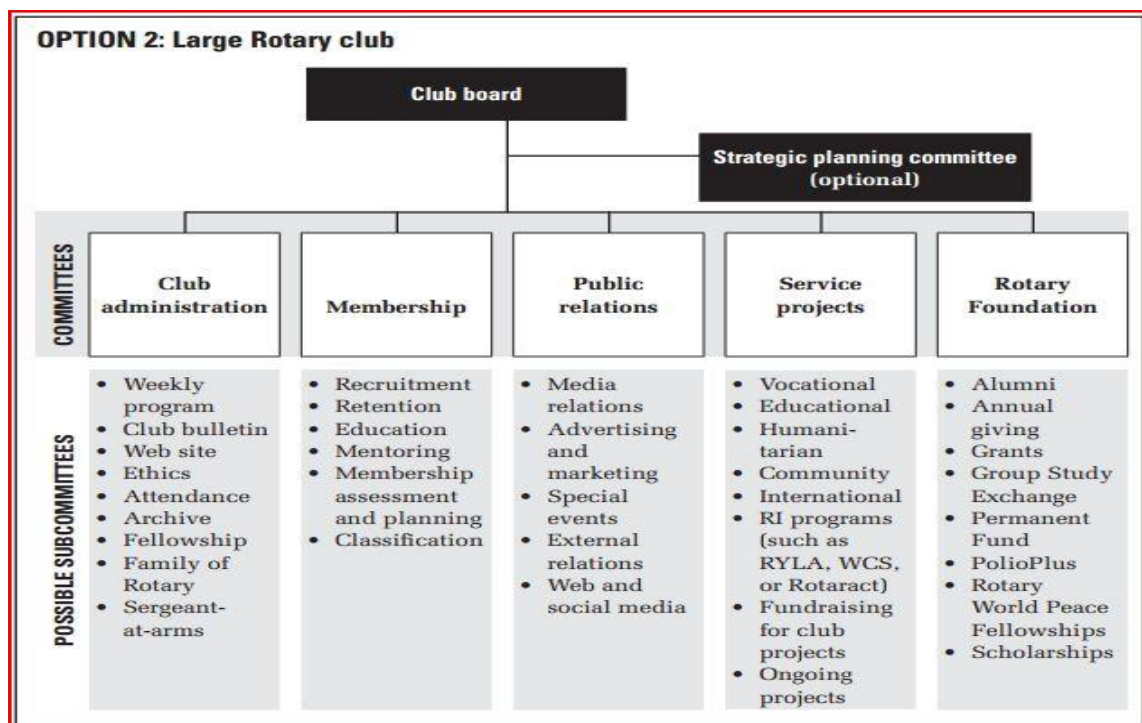 OPTION 2: Large Rotary club
Club board
Strategic planning committee
(optional)
COMMITTEES
Club
administration
Membership
Public
relations
Service
projects
Rotary
Foundation
POSSIBLE SUBCOMMITTEES
• Weekly
program
• Club bulletin
• Web site
• Ethics
• Attendance
• Archive
• Fellowship
• Family of
Rotary
• Sergeant-
at-arms
• Recruitment
• Retention
• Education
• Mentoring
• Membership
assessment
and planning
• Classification
• Media
relations
• Advertising
and
marketing
• Special
events
• External
relations
• Web and
social media
• Vocational
• Educational
• Humani-
tarian
• Community
• International
• RI programs
(such as
RYLA, WCS,
or Rotaract)
• Fundraising
for club
projects
• Ongoing
projects
• Alumni
• Annual
giving
• Grants
• Group Study
Exchange
• Permanent
Fund
• PolioPlus
• Rotary
World Peace
Fellowships
• Scholarships